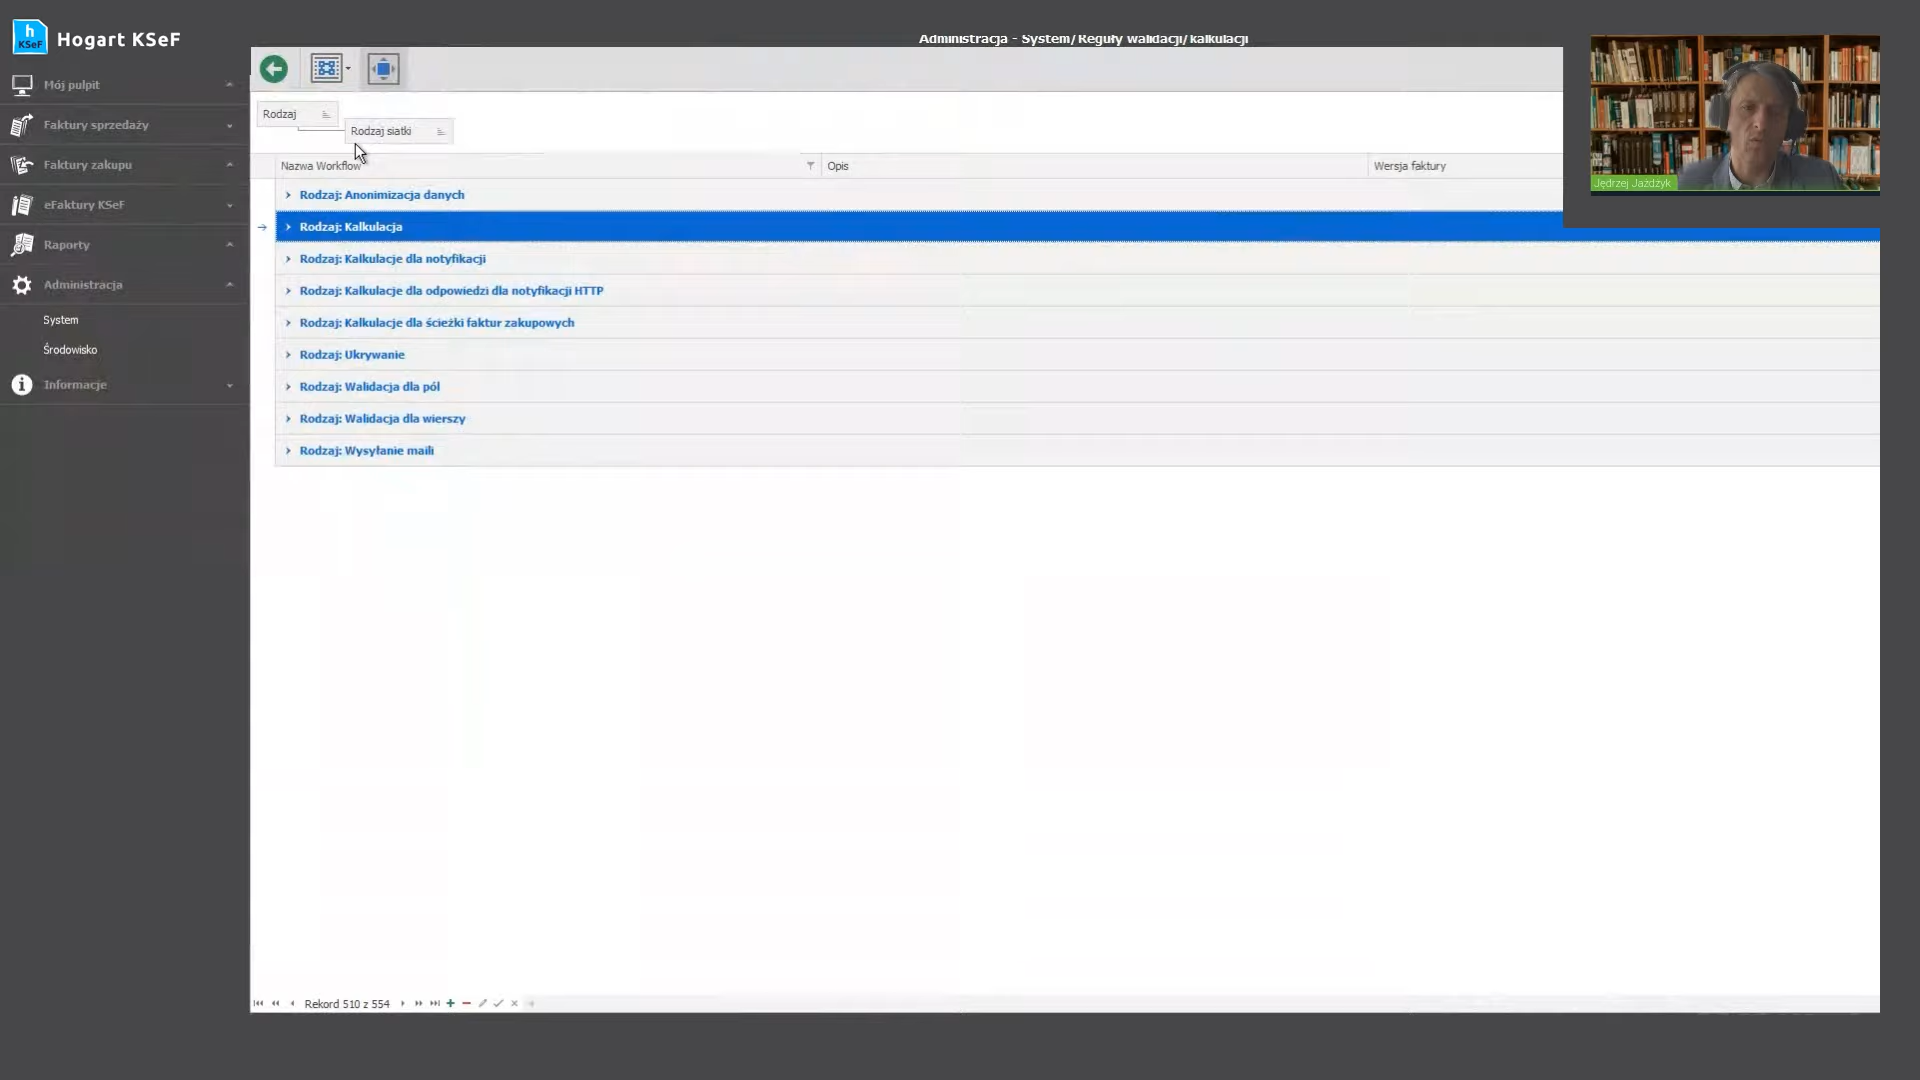 h
KSeF
Hogart KSeF
Administracja - System/Reguły walidacji/kalkulacji
Mój pulpit
Faktury sprzedaży
Faktury zakupu
eFaktury KSeF
Raporty
Administracja
System
Środowisko
Informacje
Rodzaj
Rodzaj siatki
Nazwa Workflow
Opis
Wersja faktury
Rodzaj: Anonimizacja danych
Rodzaj: Kalkulacja
Rodzaj: Kalkulacje dla notyfikacji
Rodzaj: Kalkulacje dla odpowiedzi dla notyfikacji HTTP
Rodzaj: Kalkulacje dla ścieżki faktur zakupowych
Rodzaj: Ukrywanie
Rodzaj: Walidacja dla pól
Rodzaj: Walidacja dla wierszy
Rodzaj: Wysyłanie maili
Rekord 510 z 554
Jędrzej Jażdżyk